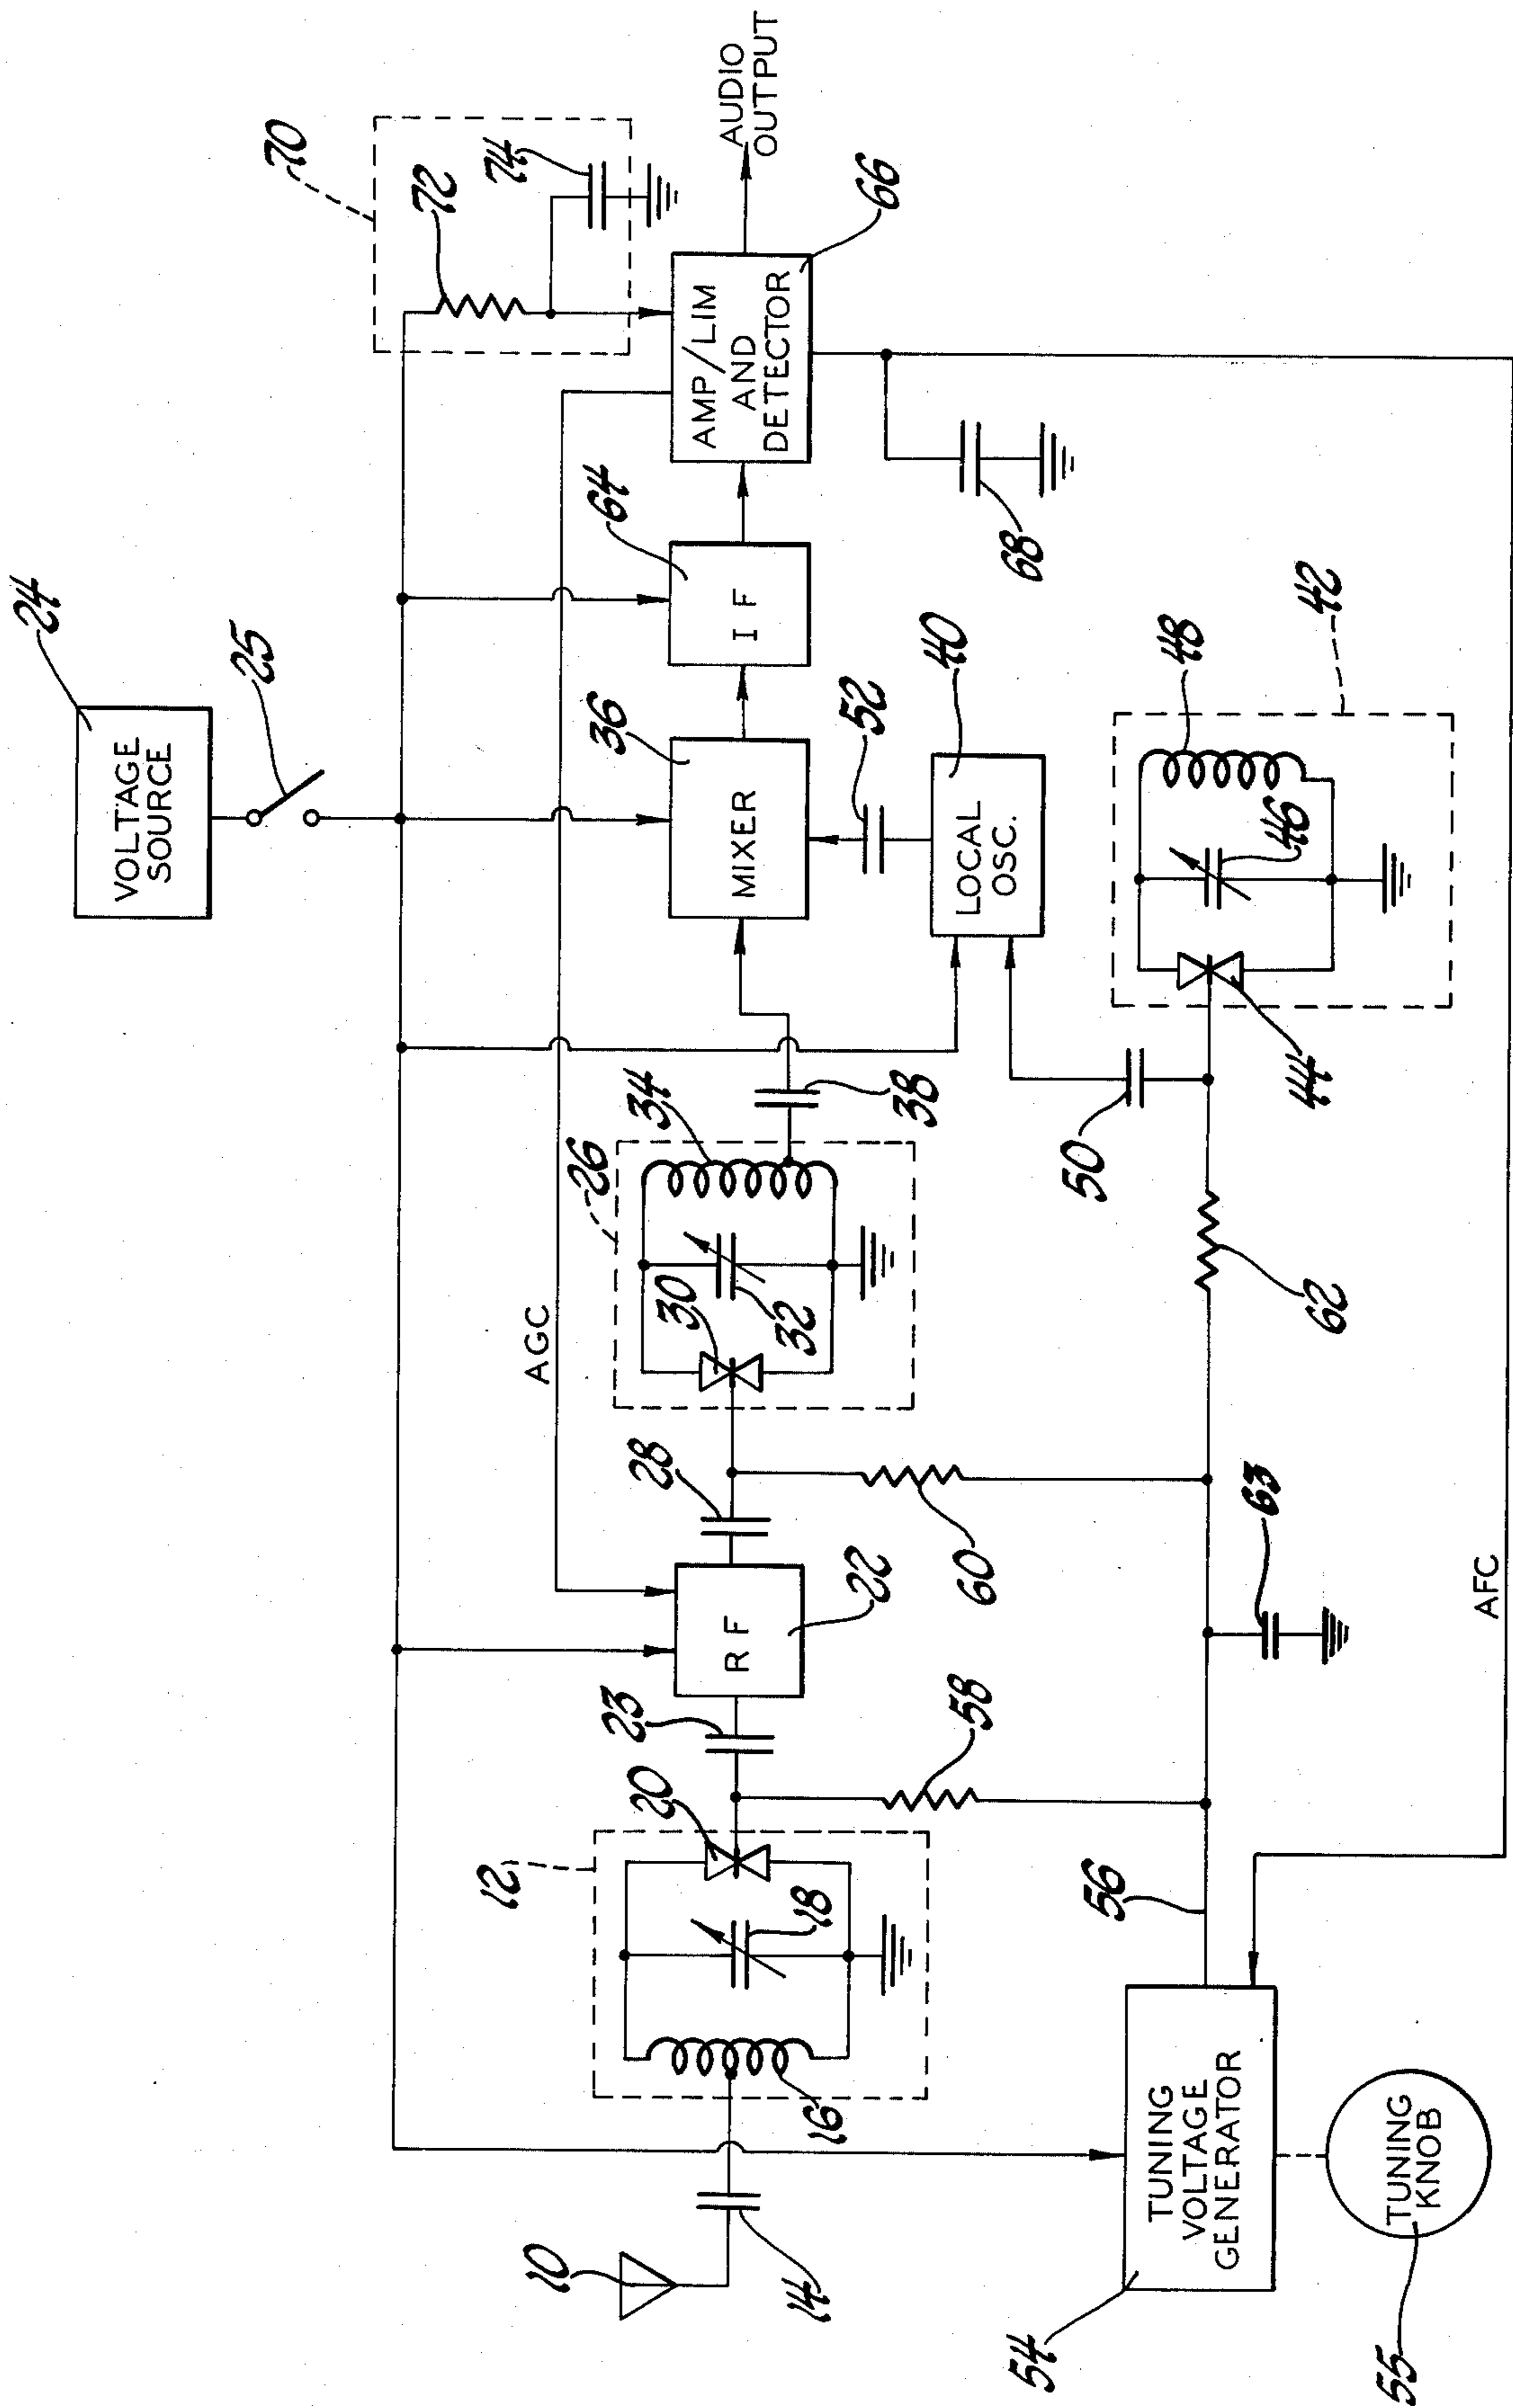 24
VOLTAGE
SOURCE
25
70
72
74
AGC
12
20
23
28
26
34
36
64
10
14
16
18
RF
22
30
32
38
MIXER
IF
AMP/LIM
AND
DETECTOR
AUDIO
OUTPUT
66
52
LOCAL
OSC.
40
68
58
60
50
42
54
TUNING
VOLTAGE
GENERATOR
56
63
62
44
46
48
55
TUNING
KNOB
AFC